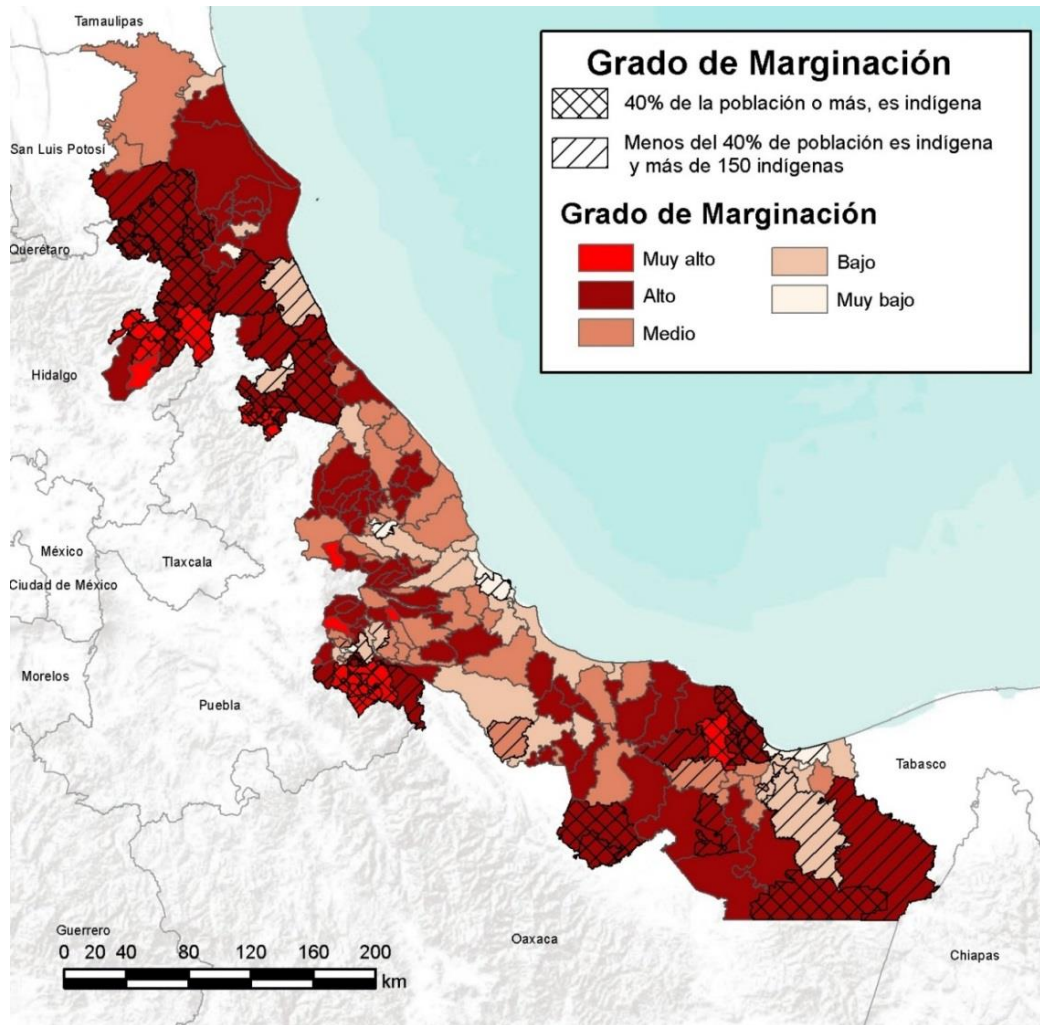 Tamaulipas
Grado de Marginación
40% de la población o más, es indígena
Menos del 40% de población es indígena
y más de 150 indígenas
Grado de Marginación
Muy alto
Bajo
Alto
Muy bajo
Medio
San Luis Potosí
Querétaro
Hidalgo
México
Tlaxcala
Ciudad de México
Morelos
Puebla
Tabasco
Guerrero
0 20 40 80 120 160 200
km
Oaxaca
Chiapas